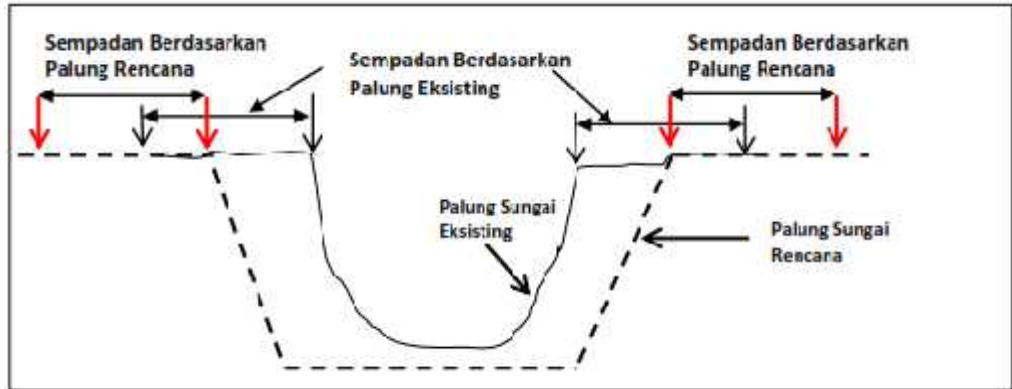 Sempadan Berdasarkan
Palung Rencana
Sempadan Berdasarkan
Palung Eksisting
Sempadan Berdasarkan
Palung Rencana
Palung Sungai
Eksisting
Palung Sungai
Rencana